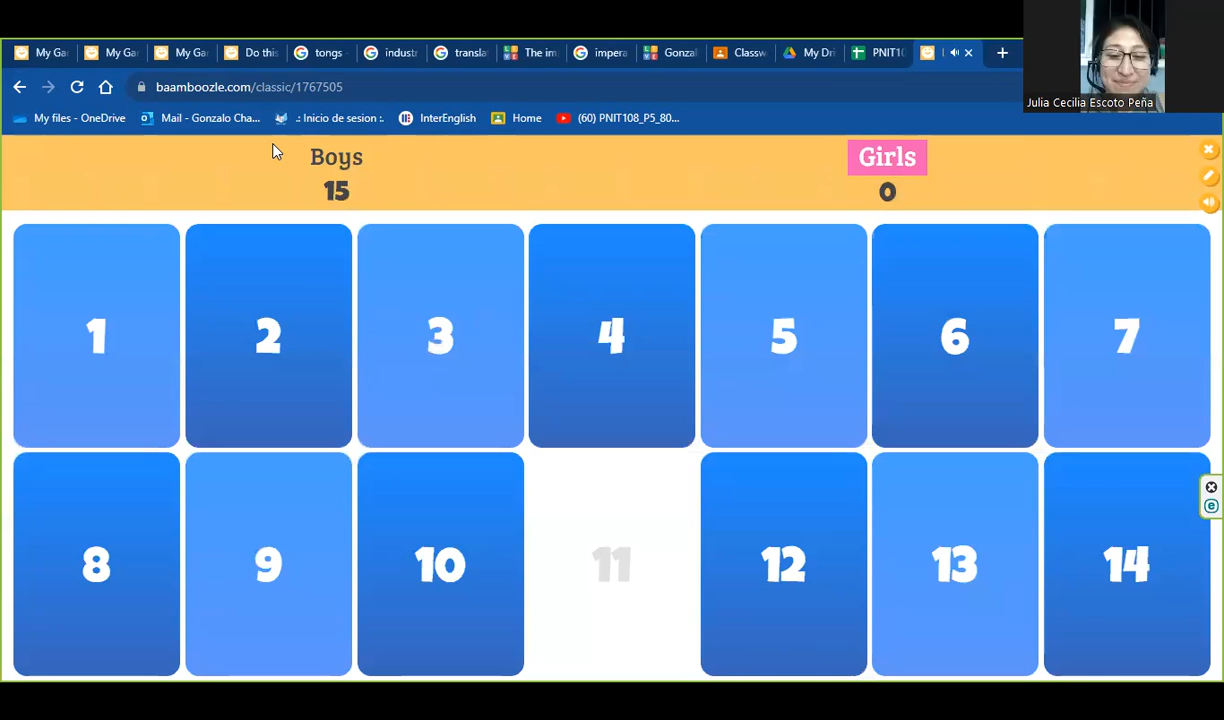 My Ga
My Ga
My Ga
Do this
tongs
indust
transla
The im
impera
Gonzal
Classw
My Dri
PNIT10
baamboozle.com/classic/1767505
My files - OneDrive
Mail - Gonzalo Cha...
.: Inicio de sesion :.
InterEnglish
Home
(60) PNIT108_P5_80...
Julia Cecilia Escoto Peña
Boys
Girls
15
0
1
2
3
4
5
6
7
8
9
10
11
12
13
14